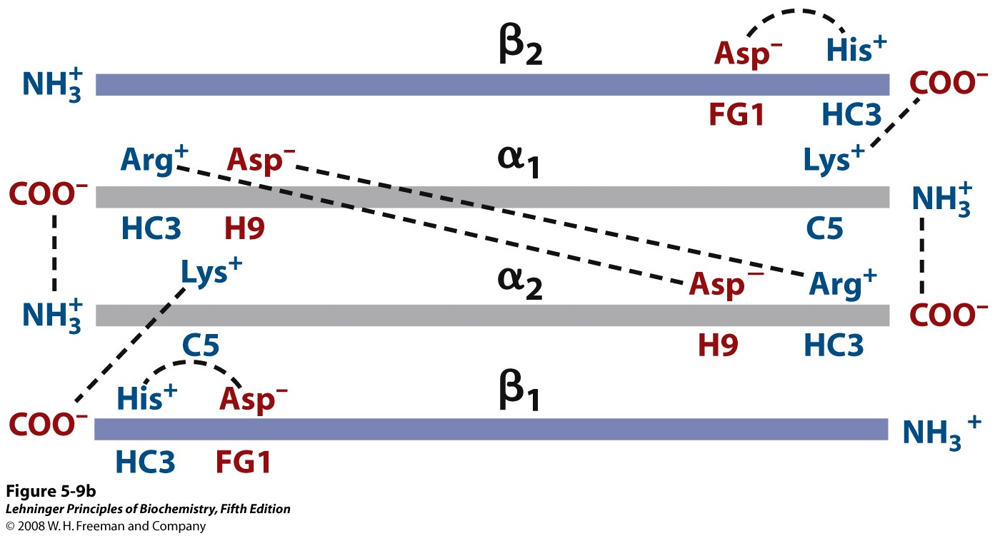 β₂
Asp⁻ His⁺
NH₃⁺ COO⁻
FG1 HC3
Arg⁺ Asp⁻ α₁ Lys⁺
COO⁻ NH₃⁺
HC3 H9 C5
Lys⁺ α₂ Asp⁻ Arg⁺
NH₃⁺ COO⁻
C5 H9 HC3
His⁺ Asp⁻ β₁
COO⁻ NH₃⁺
HC3 FG1
Figure 5-9b
Lehninger Principles of Biochemistry, Fifth Edition
© 2008 W. H. Freeman and Company